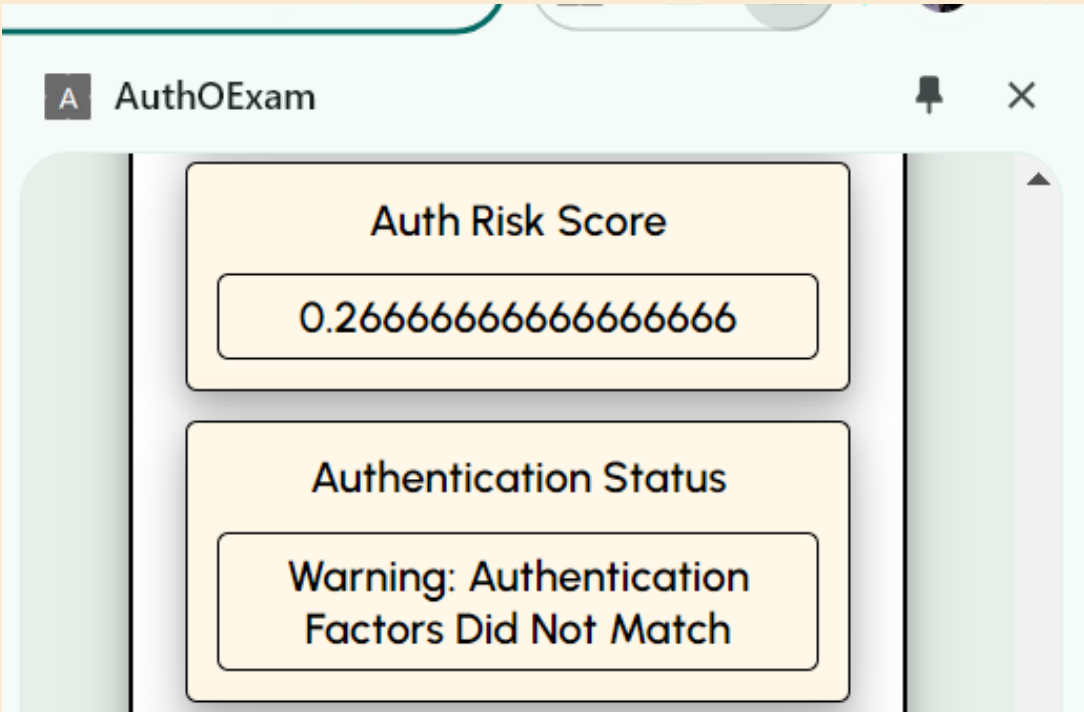 A AuthOExam
Auth Risk Score
0.26666666666666666
Authentication Status
Warning: Authentication
Factors Did Not Match